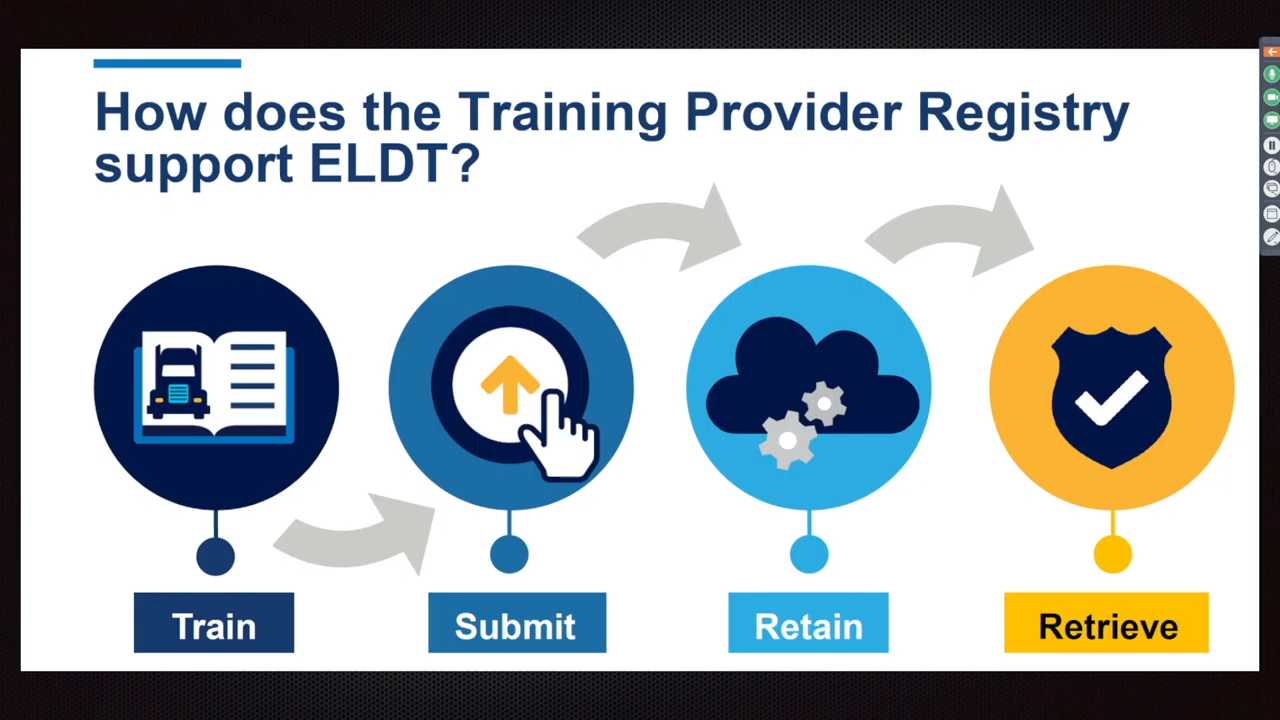 How does the Training Provider Registry
support ELDT?
Train
Submit
Retain
Retrieve